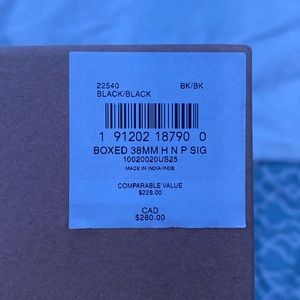 22540 BK/BK
BLACK/BLACK
1 91202 18790 0
BOXED 38MM H N P SIG
10020020US25
MADE IN INDIA-IND6
COMPARABLE VALUE
$228.00
CAD
$280.00